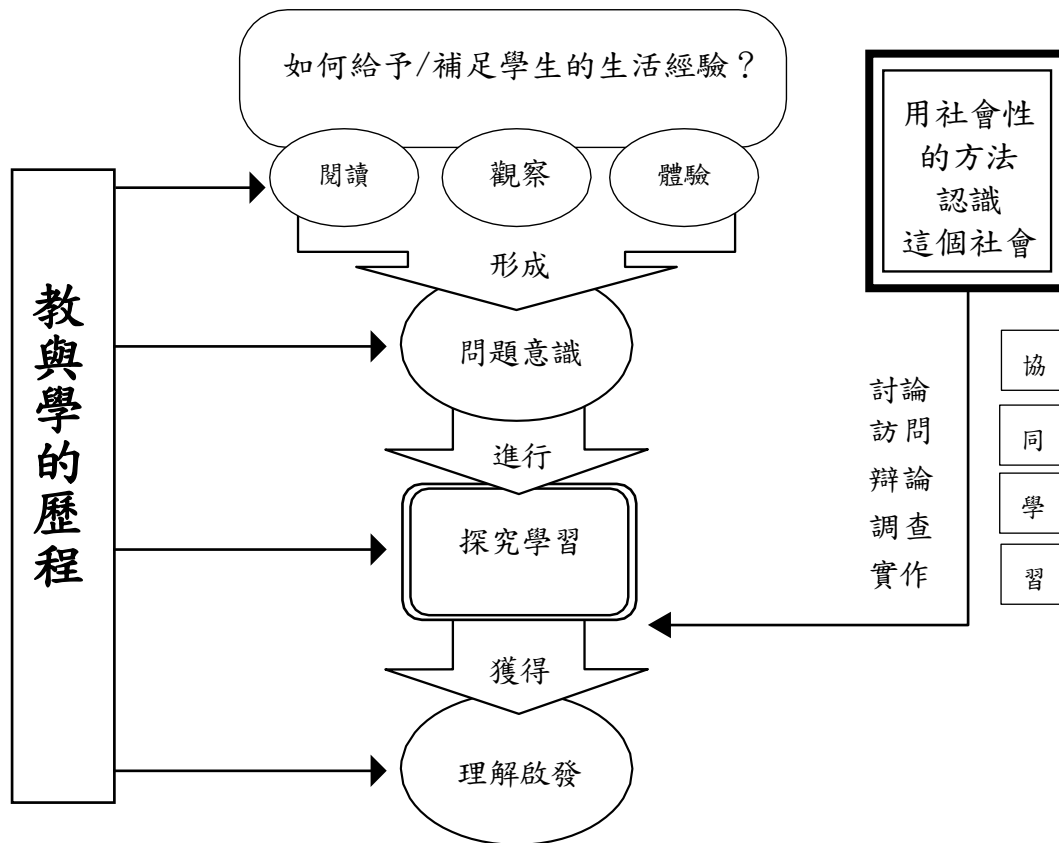 如何給予/補足學生的生活經驗？
閱讀
觀察
體驗
形成
問題意識
進行
探究學習
獲得
理解啟發
教與學的歷程
用社會性
的方法
認識
這個社會
討論
訪問
辯論
調查
實作
協
同
學
習